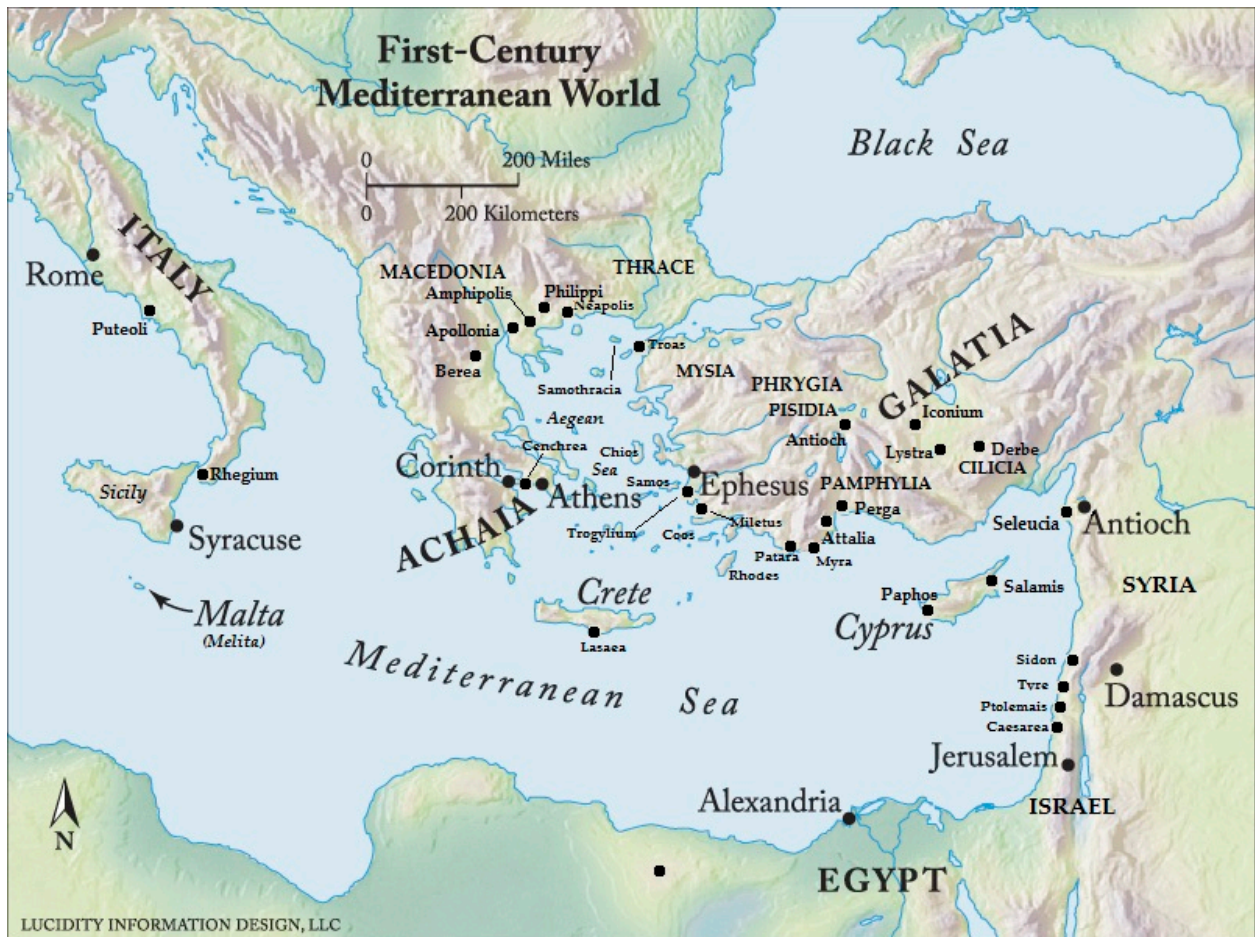 First-Century
Mediterranean World
0 200 Miles
0 200 Kilometers
Black Sea
ITALY
Rome
Puteoli
MACEDONIA
THRACE
Amphipolis
Philippi
Neapolis
Apollonia
Berea
Troas
Samothracia
MYSIA
PHRYGIA
GALATIA
PISIDIA
Antioch
Iconium
Aegean
Sea
Cenchrea
Chios
Lystra
Derbe
CILICIA
Corinth
Athens
Samos
Ephesus
PAMPHYLIA
Rhegium
Sicily
Syracuse
ACHAIA
Trogylium
Miletus
Coos
Perga
Attalia
Patara
Myra
Rhodes
Seleucia
Antioch
SYRIA
Crete
Lasaea
Paphos
Salamis
Cyprus
Malta
(Melita)
Mediterranean Sea
Sidon
Tyre
Damascus
Ptolemais
Caesarea
Jerusalem
ISRAEL
Alexandria
EGYPT
N
LUCIDITY INFORMATION DESIGN, LLC